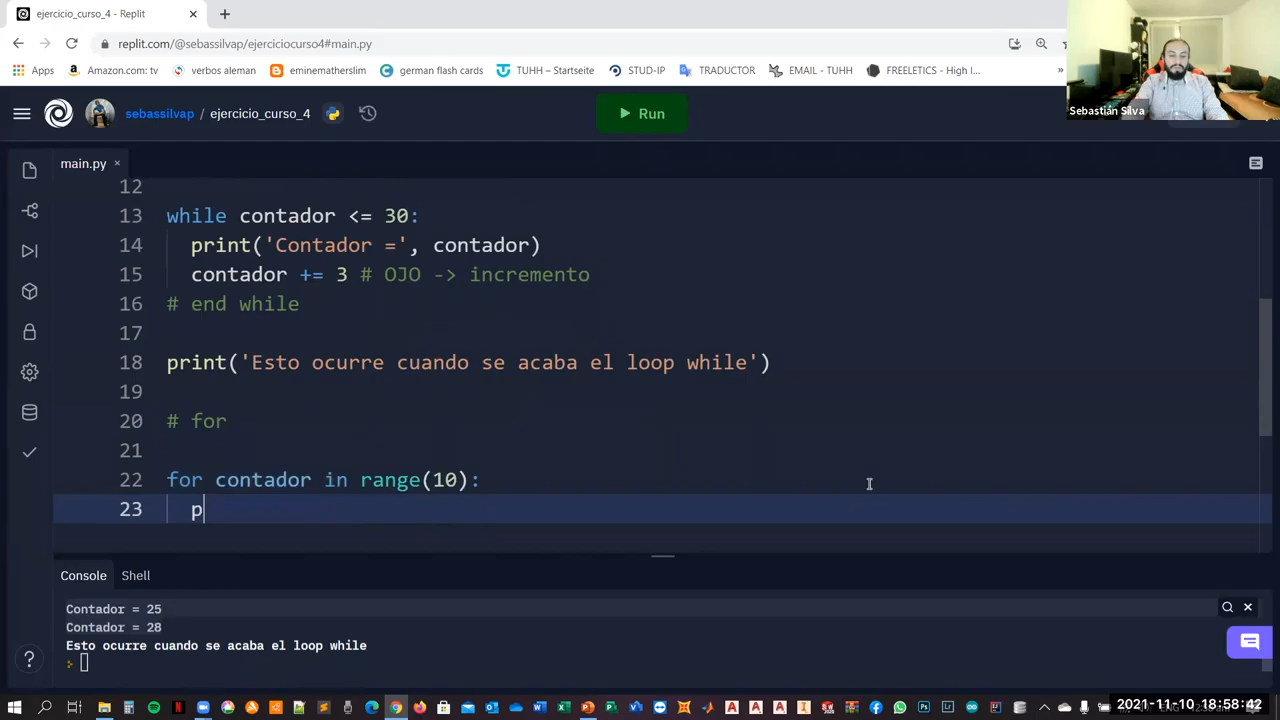 ejercicio_curso_4 - Replit
replit.com/@sebassilvap/ejerciciocurso4#main.py
Apps Amazon.com: tv verbos aleman eminematherslim german flash card TUHH – Startseite STUD-IP TRADUCTOR EMAIL - TUHH FREELETICS - High I... »
Sebastián Silva
sebassilvap / ejercicio_curso_4
Run
main.py
12
13 while contador <= 30:
14 print('Contador =', contador)
15 contador += 3 # OJO -> incremento
16 # end while
17
18 print('Esto ocurre cuando se acaba el loop while')
19
20 # for
21
22 for contador in range(10):
23 p
Console Shell
Contador = 25
Contador = 28
Esto ocurre cuando se acaba el loop while
2021-11-10 18:58:42